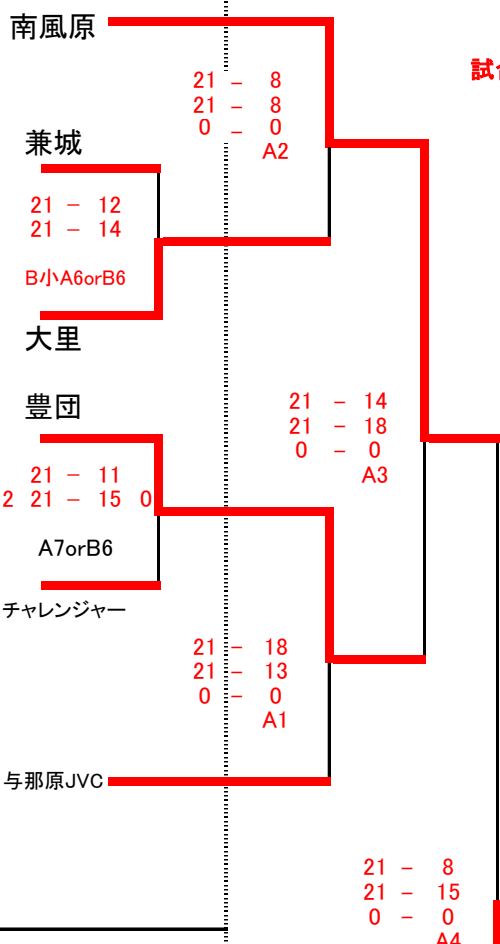 南風原
試合
21 − 8
21 − 8
0 − 0
A2
兼城
21 − 12
21 − 14
B小A6orB6
大里
豊団
21 − 14
21 − 18
0 − 0
A3
21 − 11
2 21 − 15 0
A7orB6
チャレンジャー
21 − 18
21 − 13
0 − 0
A1
与那原JVC
21 − 8
21 − 15
0 − 0
A4